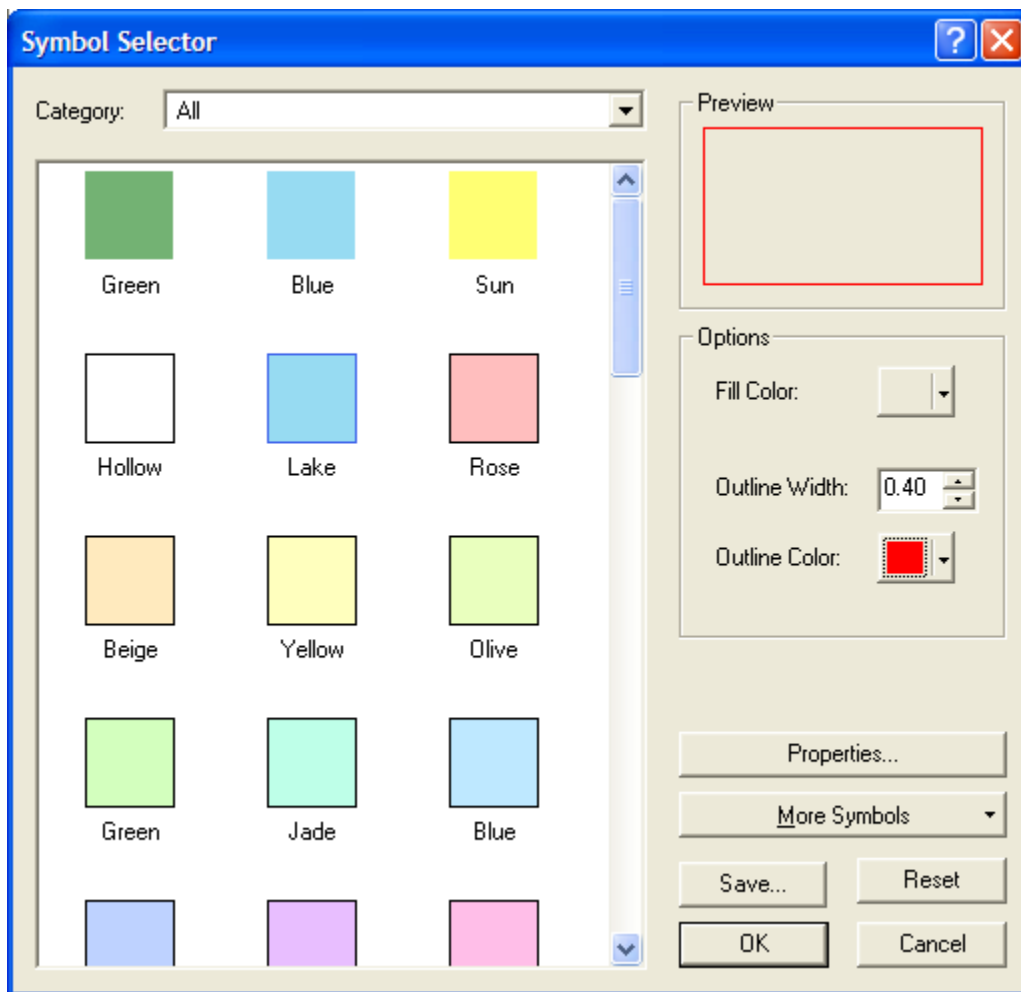 Symbol Selector
Category: All
Green Blue Sun
Hollow Lake Rose
Beige Yellow Olive
Green Jade Blue
Preview
Options
Fill Color:
Outline Width: 0.40
Outline Color:
Properties...
More Symbols
Save... Reset
OK Cancel